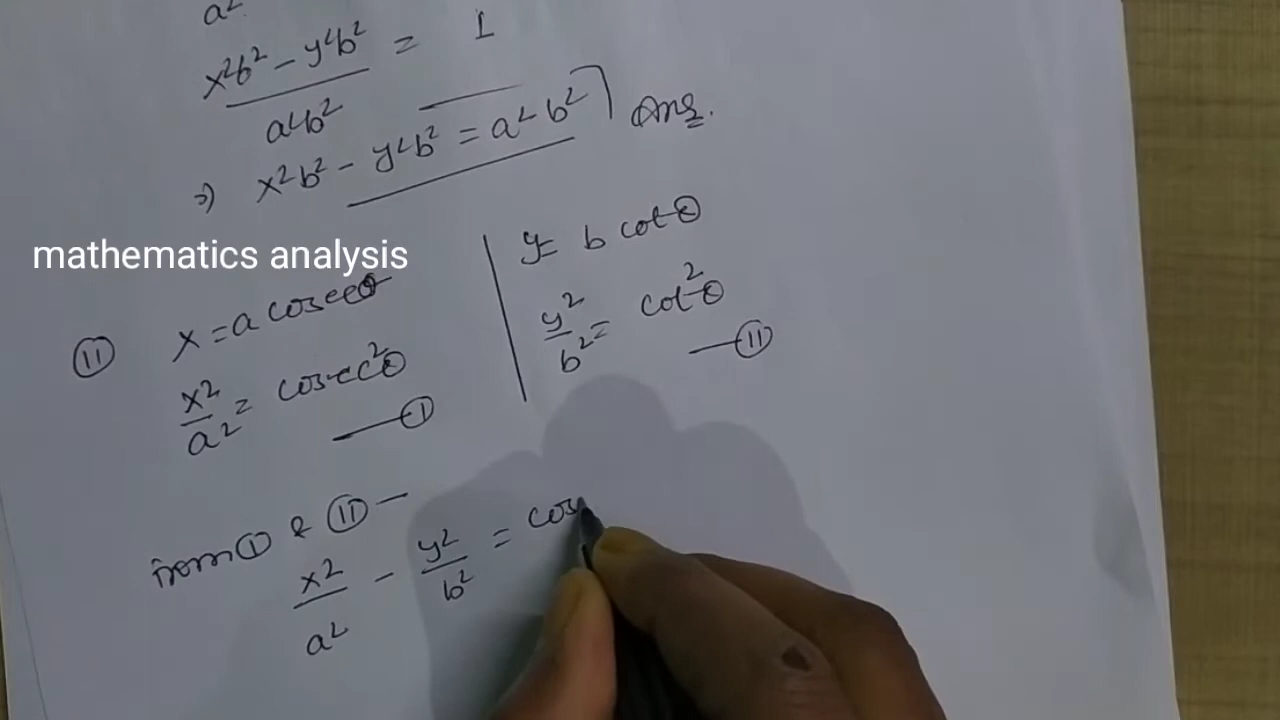 a²
x²b² - y²b² = 1
a²b²
⇒ x²b² - y²b² = a²b² Ans.
mathematics analysis
II x = a cosecθ
x²/a² = cosec²θ —I
y = b cotθ
y²/b² = cot²θ —II
from I & II -
x²/a² - y²/b² = cos